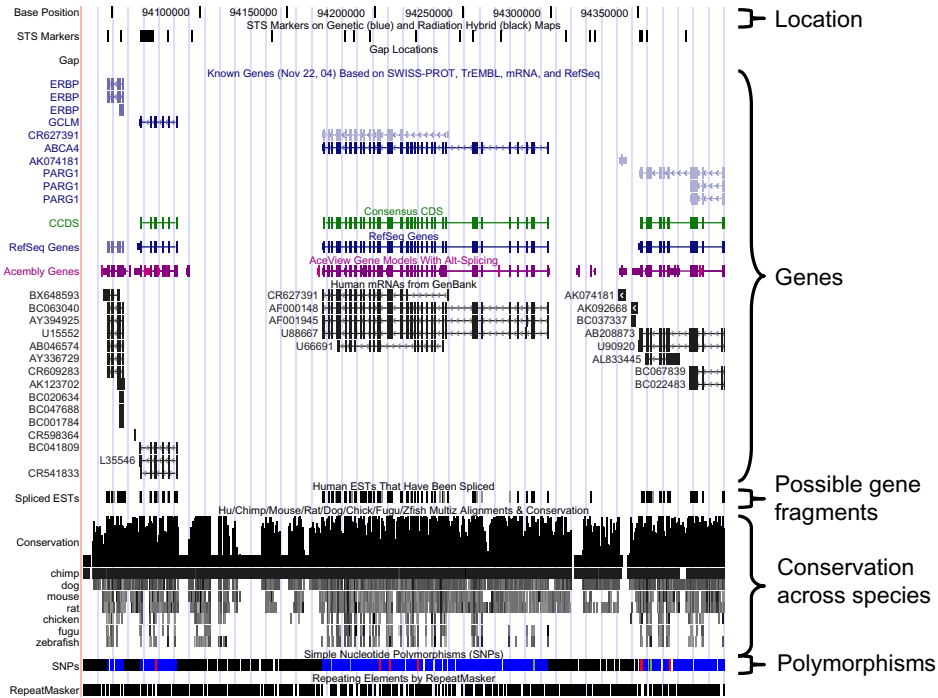 Base Position 94100000 94150000 94200000 94250000 94300000 94350000
STS Markers on Genetic (blue) and Radiation Hybrid (black) Maps
Location
STS Markers
Gap Locations
Gap
Known Genes (Nov 22, 04) Based on SWISS-PROT, TrEMBL, mRNA, and RefSeq
ERBP
ERBP
ERBP
GCLM
CR627391
ABCA4
AK074181
PARG1
PARG1
PARG1
Consensus CDS
CCDS
RefSeq Genes
RefSeq Genes
AceView Gene Models With Alt-Splicing
Acembly Genes
Genes
Human mRNAs from GenBank
BX648593 CR627391 AK074181
BC063040 AF000148 AK092668
AY394925 AF001945 BC037337
U15552 U88667 AB208873
AB046574 U66691 U90920
AY336729 AL833445
CR609283 BC067839
AK123702 BC022483
BC020634
BC047688
BC001784
CR598364
BC041809
L35546
CR541833
Human ESTs That Have Been Spliced
Spliced ESTs
Possible gene
fragments
Hu/Chimp/Mouse/Rat/Dog/Chick/Fugu/Zfish Multiz Alignments & Conservation
Conservation
chimp
dog
mouse
rat
chicken
fugu
zebrafish
Conservation
across species
Simple Nucleotide Polymorphisms (SNPs)
SNPs
Polymorphisms
Repeating Elements by RepeatMasker
RepeatMasker